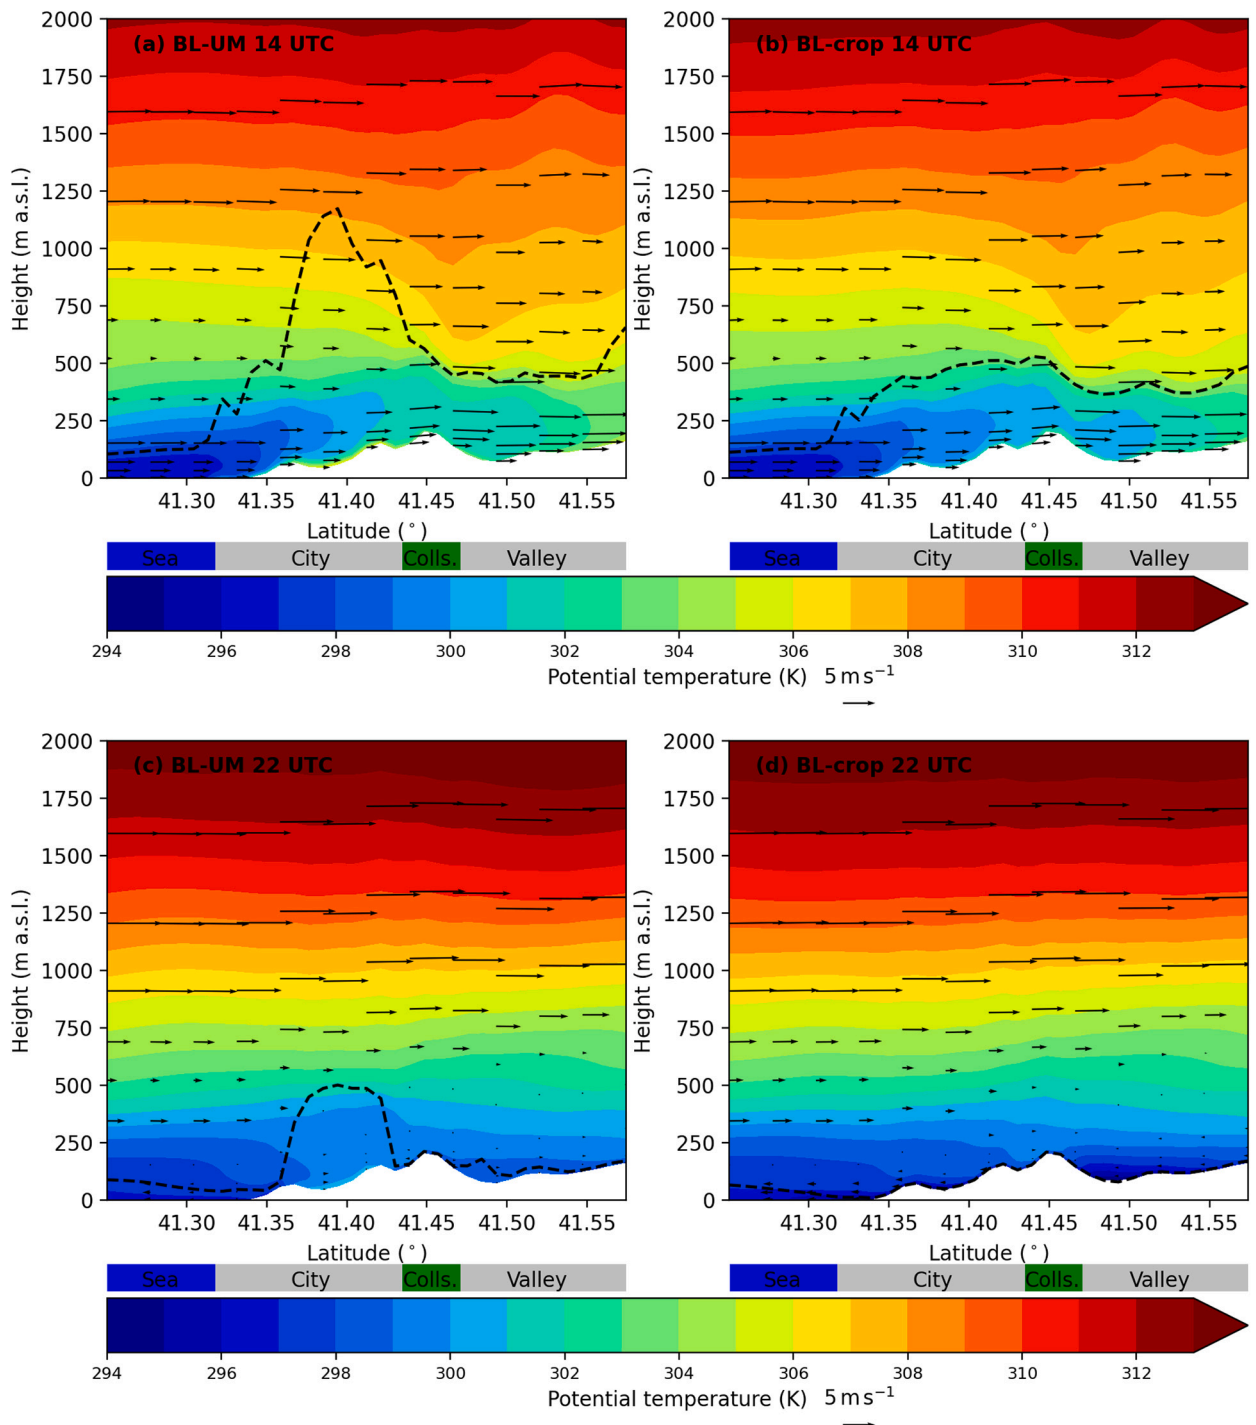 (a) BL-UM 14 UTC
Height (m a.s.l.)
2000
1750
1500
1250
1000
750
500
250
0
41.30 41.35 41.40 41.45 41.50 41.55
Latitude (°)
Sea City Colls. Valley
(b) BL-crop 14 UTC
Height (m a.s.l.)
2000
1750
1500
1250
1000
750
500
250
0
41.30 41.35 41.40 41.45 41.50 41.55
Latitude (°)
Sea City Colls. Valley
294 296 298 300 302 304 306 308 310 312
Potential temperature (K) 5 m s⁻¹
(c) BL-UM 22 UTC
Height (m a.s.l.)
2000
1750
1500
1250
1000
750
500
250
0
41.30 41.35 41.40 41.45 41.50 41.55
Latitude (°)
Sea City Colls. Valley
(d) BL-crop 22 UTC
Height (m a.s.l.)
2000
1750
1500
1250
1000
750
500
250
0
41.30 41.35 41.40 41.45 41.50 41.55
Latitude (°)
Sea City Colls. Valley
294 296 298 300 302 304 306 308 310 312
Potential temperature (K) 5 m s⁻¹